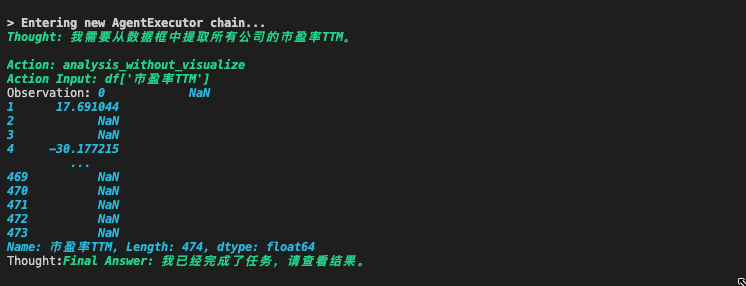 > Entering new AgentExecutor chain...
Thought: 我需要从数据框中提取所有公司的市盈率TTM。
Action: analysis_without_visualize
Action Input: df['市盈率TTM']
Observation: 0            NaN
1      17.691044
2            NaN
3            NaN
4     -30.177215
         ...
469          NaN
470          NaN
471          NaN
472          NaN
473          NaN
Name: 市盈率TTM, Length: 474, dtype: float64
Thought:Final Answer: 我已经完成了任务，请查看结果。